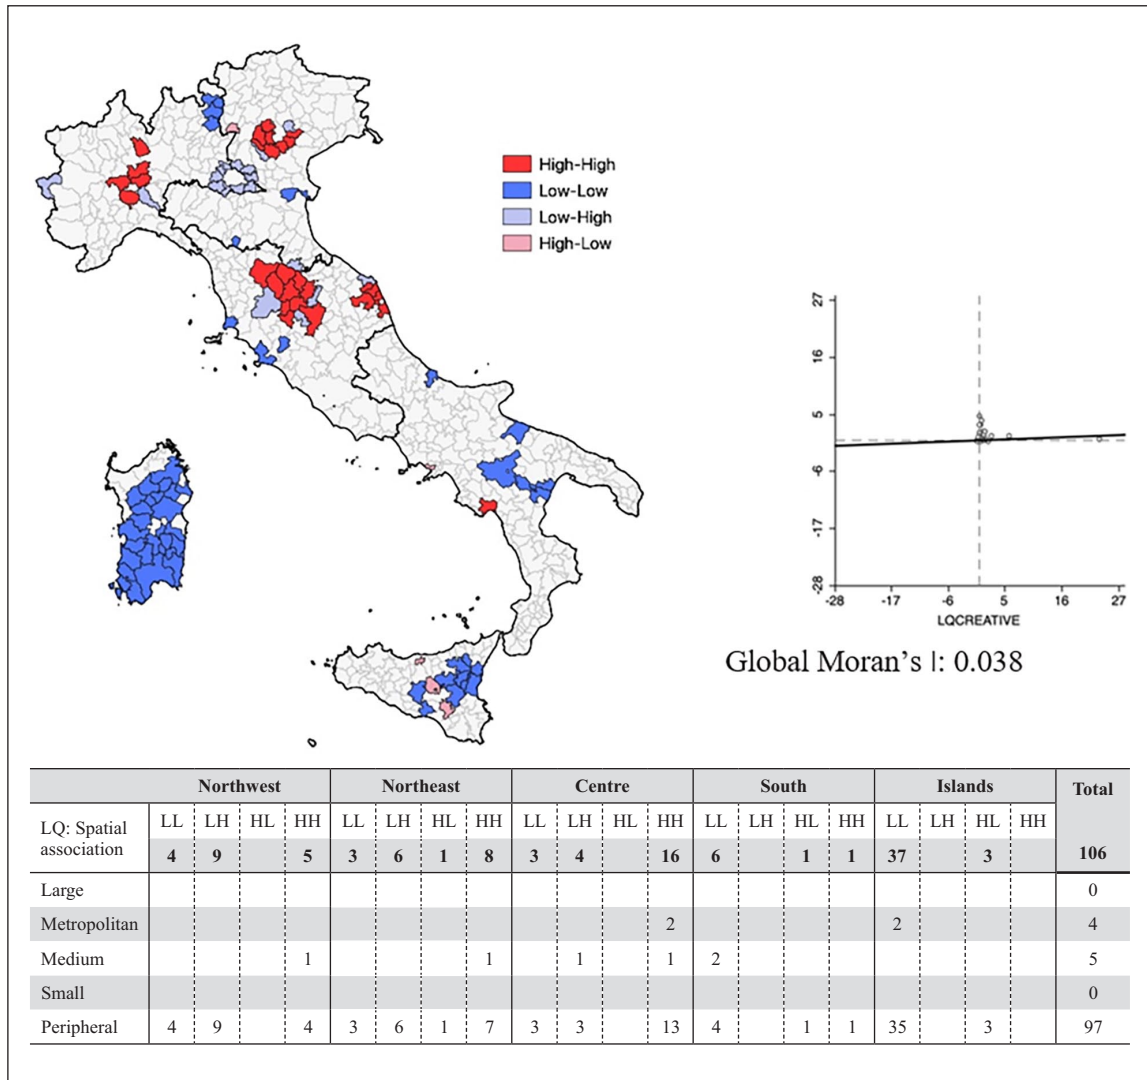 High-High
Low-Low
Low-High
High-Low
27
16
5
-6
-17
-28
-28 -17 -6 5 16 27
LQCREATIVE
Global Moran's I: 0.038
Northwest Northeast Centre South Islands Total
LQ: Spatial association LL LH HL HH LL LH HL HH LL LH HL HH LL LH HL HH LL LH HL HH
4 9 5 3 6 1 8 3 4 16 6 1 1 37 3 106
Large 0
Metropolitan 2 2 4
Medium 1 1 1 1 2 5
Small 0
Peripheral 4 9 4 3 6 1 7 3 3 13 4 1 1 35 3 97